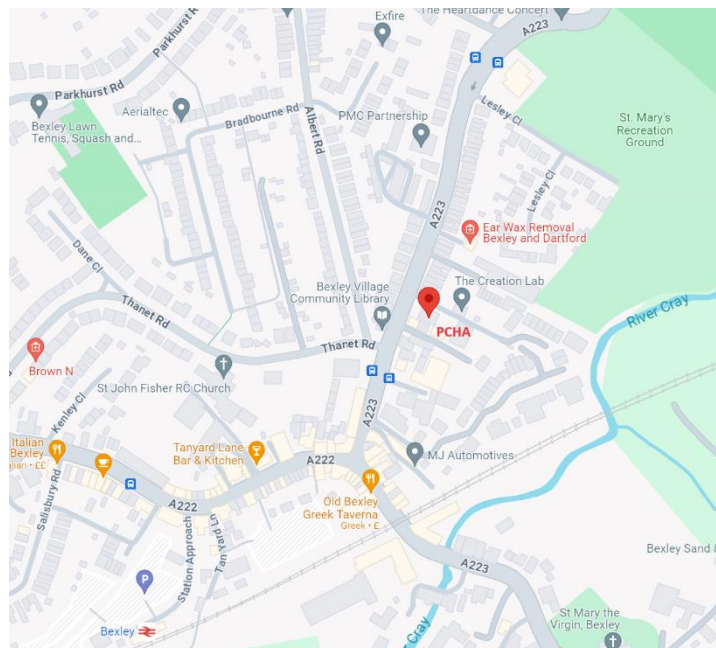 Exfire
The Heartdance Concert
A223
Parkhurst Rd
Parkhurst Rd
Aerialtec
Bradbourne Rd
Albert Rd
PMC Partnership
Lesley Cl
St. Mary's
Recreation
Ground
Bexley Lawn
Tennis, Squash and...
Lesley Cl
A223
Ear Wax Removal
Bexley and Dartford
Dane Cl
Bexley Village
Community Library
The Creation Lab
PCHA
River Cray
Thanet Rd
Thanet Rd
Brown N
St John Fisher RC Church
Kenley Cl
A223
Italian
Bexley
alian • ££
Tanyard Lane
Bar & Kitchen
A222
MJ Automotives
Salisbury Rd
A222
Old Bexley
Greek Taverna
Greek • £
Tan Yard Ln
Station Approach
Bexley Sand &
A223
P
Bexley
River Cray
St Mary the
Virgin, Bexley